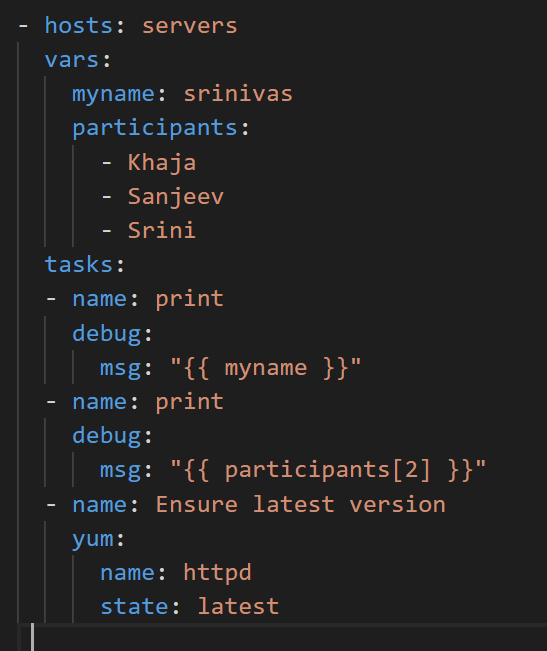 - hosts: servers
  vars:
    myname: srinivas
    participants:
      - Khaja
      - Sanjeev
      - Srini
  tasks:
  - name: print
    debug:
      msg: "{{ myname }}"
  - name: print
    debug:
      msg: "{{ participants[2] }}"
  - name: Ensure latest version
    yum:
      name: httpd
      state: latest